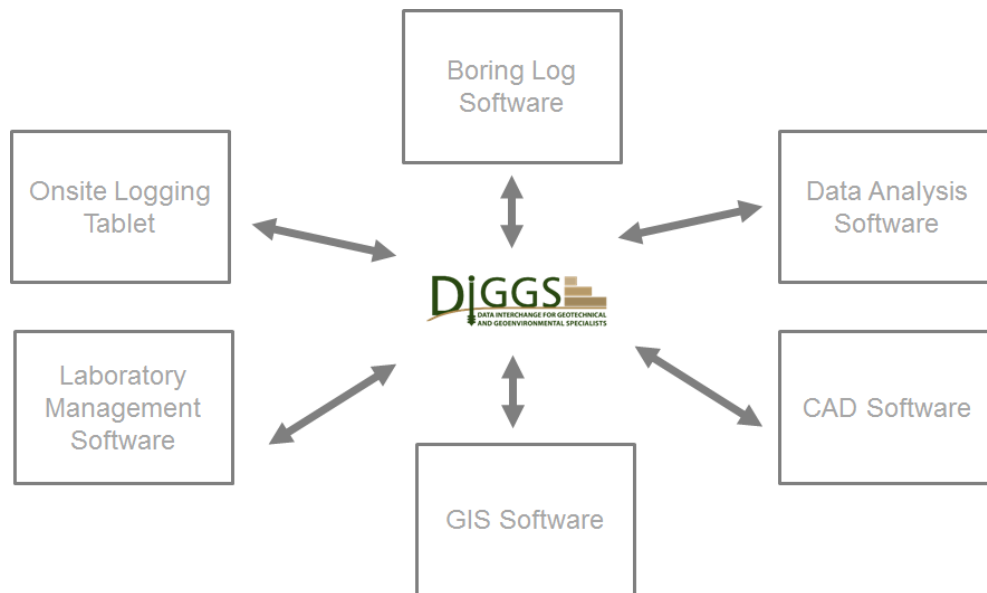 Boring Log
Software
Onsite Logging
Tablet
Data Analysis
Software
DIGGS
DATA INTERCHANGE FOR GEOTECHNICAL
AND GEOENVIRONMENTAL SPECIALISTS
Laboratory
Management
Software
CAD Software
GIS Software